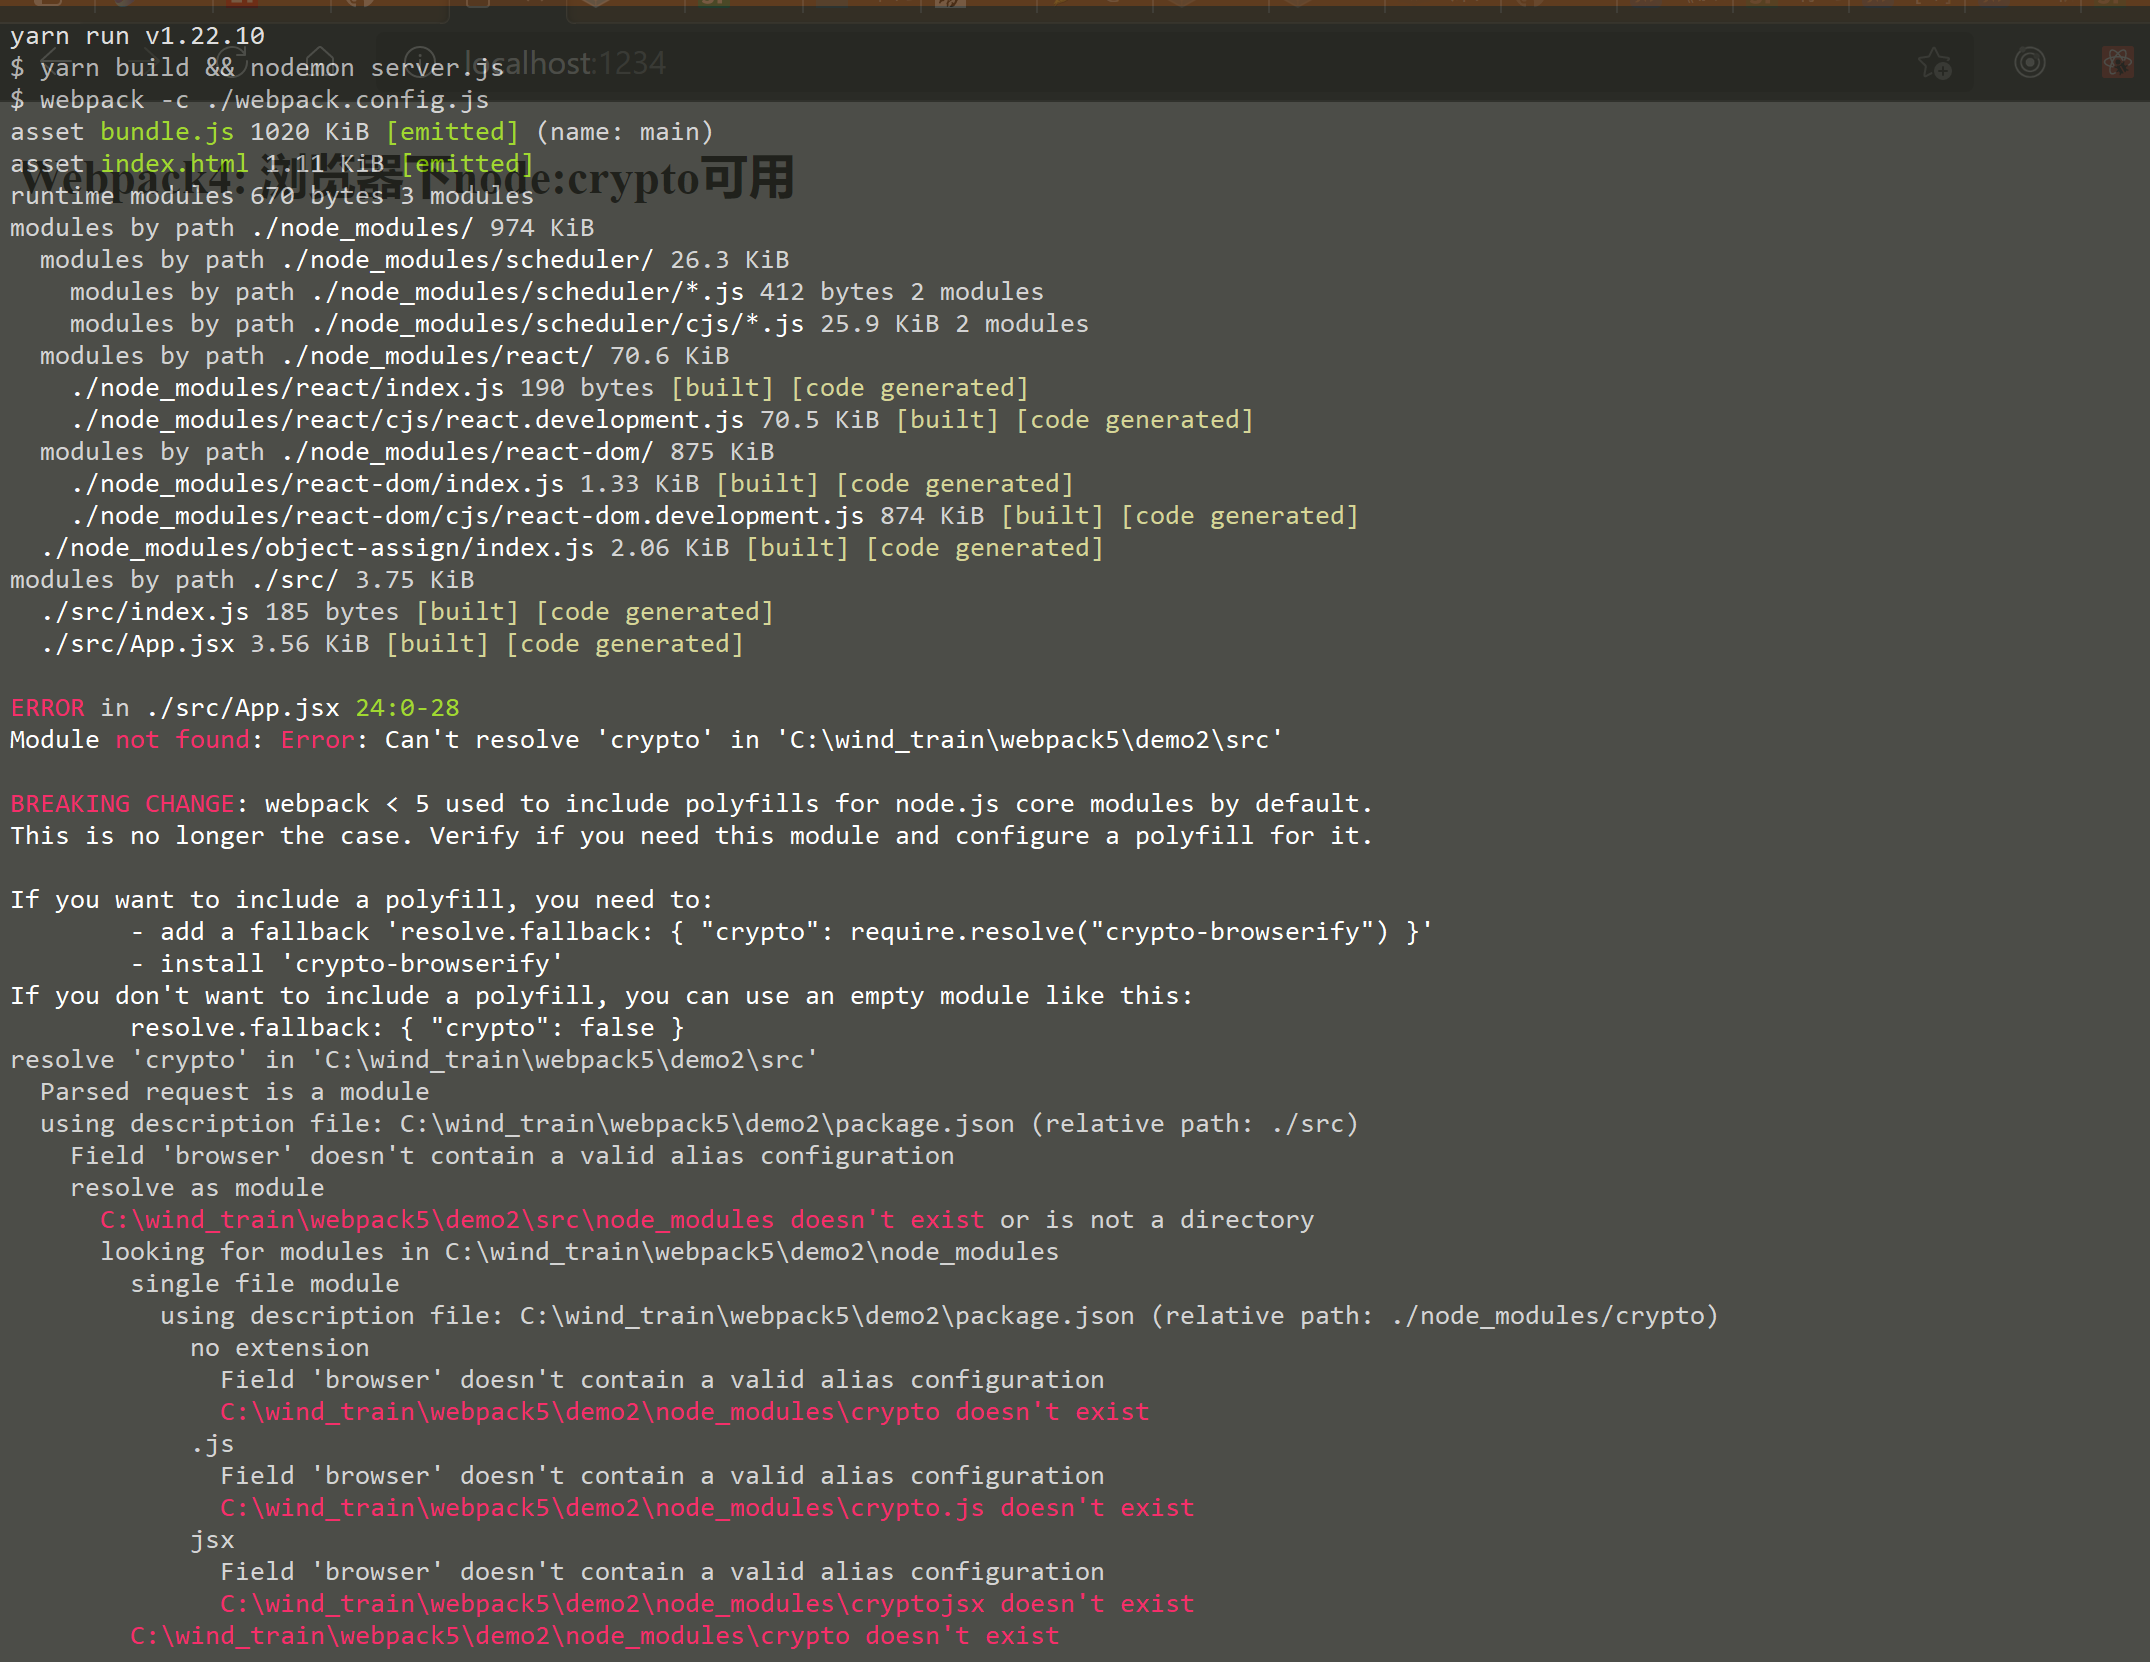 yarn run v1.22.10
localhost:1234
$ yarn build && nodemon server.js
$ webpack -c ./webpack.config.js
asset bundle.js 1020 KiB [emitted] (name: main)
asset index.html 1.11 KiB [emitted]
Webpack4: 浏览器下node:crypto可用
runtime modules 670 bytes 3 modules
modules by path ./node_modules/ 974 KiB
modules by path ./node_modules/scheduler/ 26.3 KiB
modules by path ./node_modules/scheduler/*.js 412 bytes 2 modules
modules by path ./node_modules/scheduler/cjs/*.js 25.9 KiB 2 modules
modules by path ./node_modules/react/ 70.6 KiB
./node_modules/react/index.js 190 bytes [built] [code generated]
./node_modules/react/cjs/react.development.js 70.5 KiB [built] [code generated]
modules by path ./node_modules/react-dom/ 875 KiB
./node_modules/react-dom/index.js 1.33 KiB [built] [code generated]
./node_modules/react-dom/cjs/react-dom.development.js 874 KiB [built] [code generated]
./node_modules/object-assign/index.js 2.06 KiB [built] [code generated]
modules by path ./src/ 3.75 KiB
./src/index.js 185 bytes [built] [code generated]
./src/App.jsx 3.56 KiB [built] [code generated]
ERROR in ./src/App.jsx 24:0-28
Module not found: Error: Can't resolve 'crypto' in 'C:\wind_train\webpack5\demo2\src'
BREAKING CHANGE: webpack < 5 used to include polyfills for node.js core modules by default.
This is no longer the case. Verify if you need this module and configure a polyfill for it.
If you want to include a polyfill, you need to:
- add a fallback 'resolve.fallback: { "crypto": require.resolve("crypto-browserify") }'
- install 'crypto-browserify'
If you don't want to include a polyfill, you can use an empty module like this:
resolve.fallback: { "crypto": false }
resolve 'crypto' in 'C:\wind_train\webpack5\demo2\src'
Parsed request is a module
using description file: C:\wind_train\webpack5\demo2\package.json (relative path: ./src)
Field 'browser' doesn't contain a valid alias configuration
resolve as module
C:\wind_train\webpack5\demo2\src\node_modules doesn't exist or is not a directory
looking for modules in C:\wind_train\webpack5\demo2\node_modules
single file module
using description file: C:\wind_train\webpack5\demo2\package.json (relative path: ./node_modules/crypto)
no extension
Field 'browser' doesn't contain a valid alias configuration
C:\wind_train\webpack5\demo2\node_modules\crypto doesn't exist
.js
Field 'browser' doesn't contain a valid alias configuration
C:\wind_train\webpack5\demo2\node_modules\crypto.js doesn't exist
jsx
Field 'browser' doesn't contain a valid alias configuration
C:\wind_train\webpack5\demo2\node_modules\cryptojsx doesn't exist
C:\wind_train\webpack5\demo2\node_modules\crypto doesn't exist